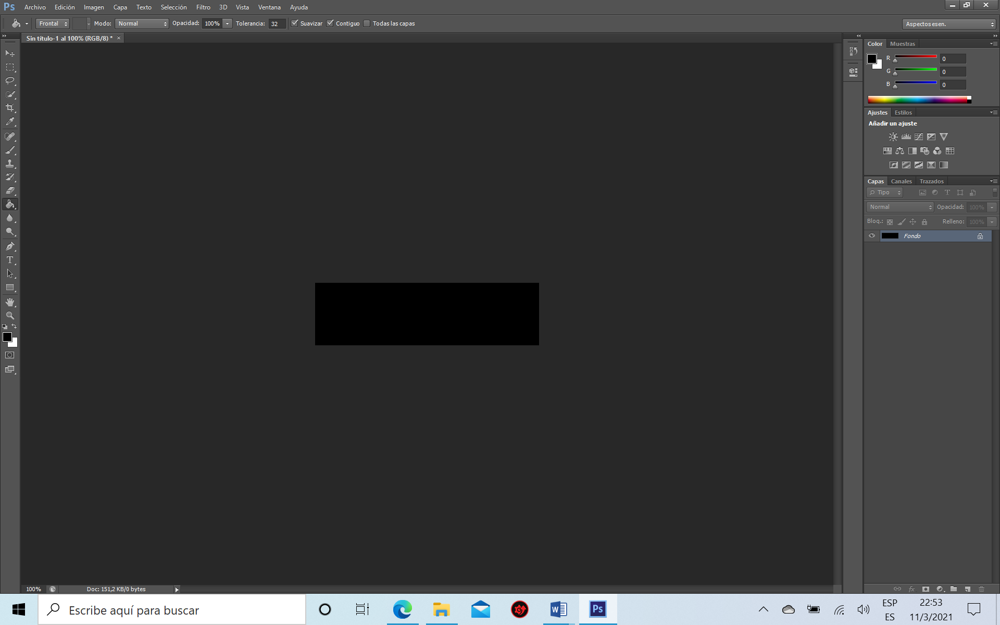 Ps Archivo Edición Imagen Capa Texto Selección Filtro 3D Vista Ventana Ayuda
Frontal Modo: Normal Opacidad: 100% Tolerancia: 32 Suavizar Contiguo Todas las capas Aspectos esen.
Sin título-1 al 100% (RGB/8) * ×
Color Muestras
R 0
G 0
B 0
Ajustes Estilos
Añadir un ajuste
Capas Canales Trazados
Tipo T
Normal Opacidad: 100%
Bloq.: Relleno: 100%
Fondo
T
100% Doc: 151,2 KB/0 bytes
fx
Escribe aquí para buscar
W
Ps
ESP
ES
22:53
11/3/2021